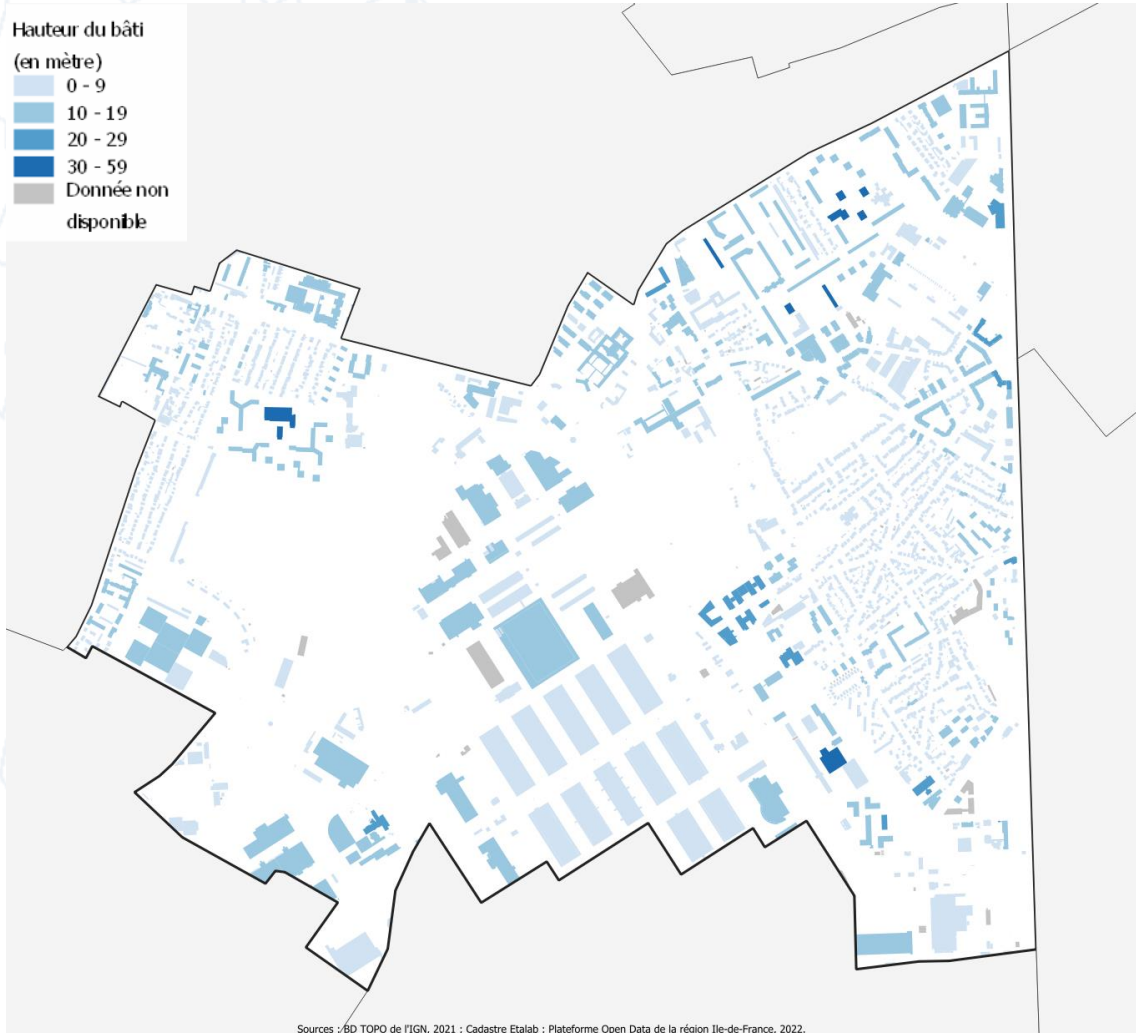 Hauteur du bâti
(en mètre)
0 - 9
10 - 19
20 - 29
30 - 59
Donnée non
disponible
Sources : BD TOPO de l'IGN, 2021 ; Cadastre Etalab ; Plateforme Open Data de la région Ile-de-France, 2022.